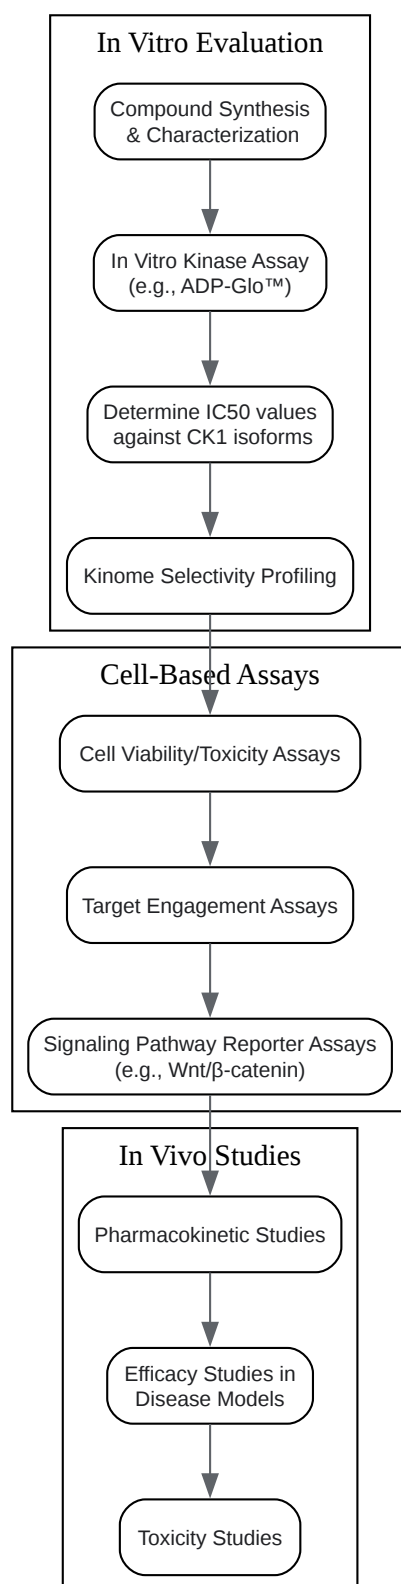 In Vitro Evaluation
Compound Synthesis
& Characterization
In Vitro Kinase Assay
(e.g., ADP-Glo™)
Determine IC50 values
against CK1 isoforms
Kinome Selectivity Profiling
Cell-Based Assays
Cell Viability/Toxicity Assays
Target Engagement Assays
Signaling Pathway Reporter Assays
(e.g., Wnt/β-catenin)
In Vivo Studies
Pharmacokinetic Studies
Efficacy Studies in
Disease Models
Toxicity Studies